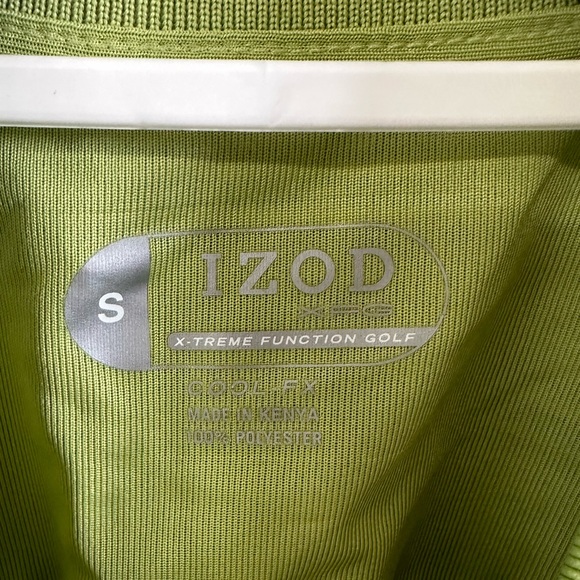 S
IZOD
XFG
X-TREME FUNCTION GOLF
COOL-FX
MADE IN KENYA
100% POLYESTER